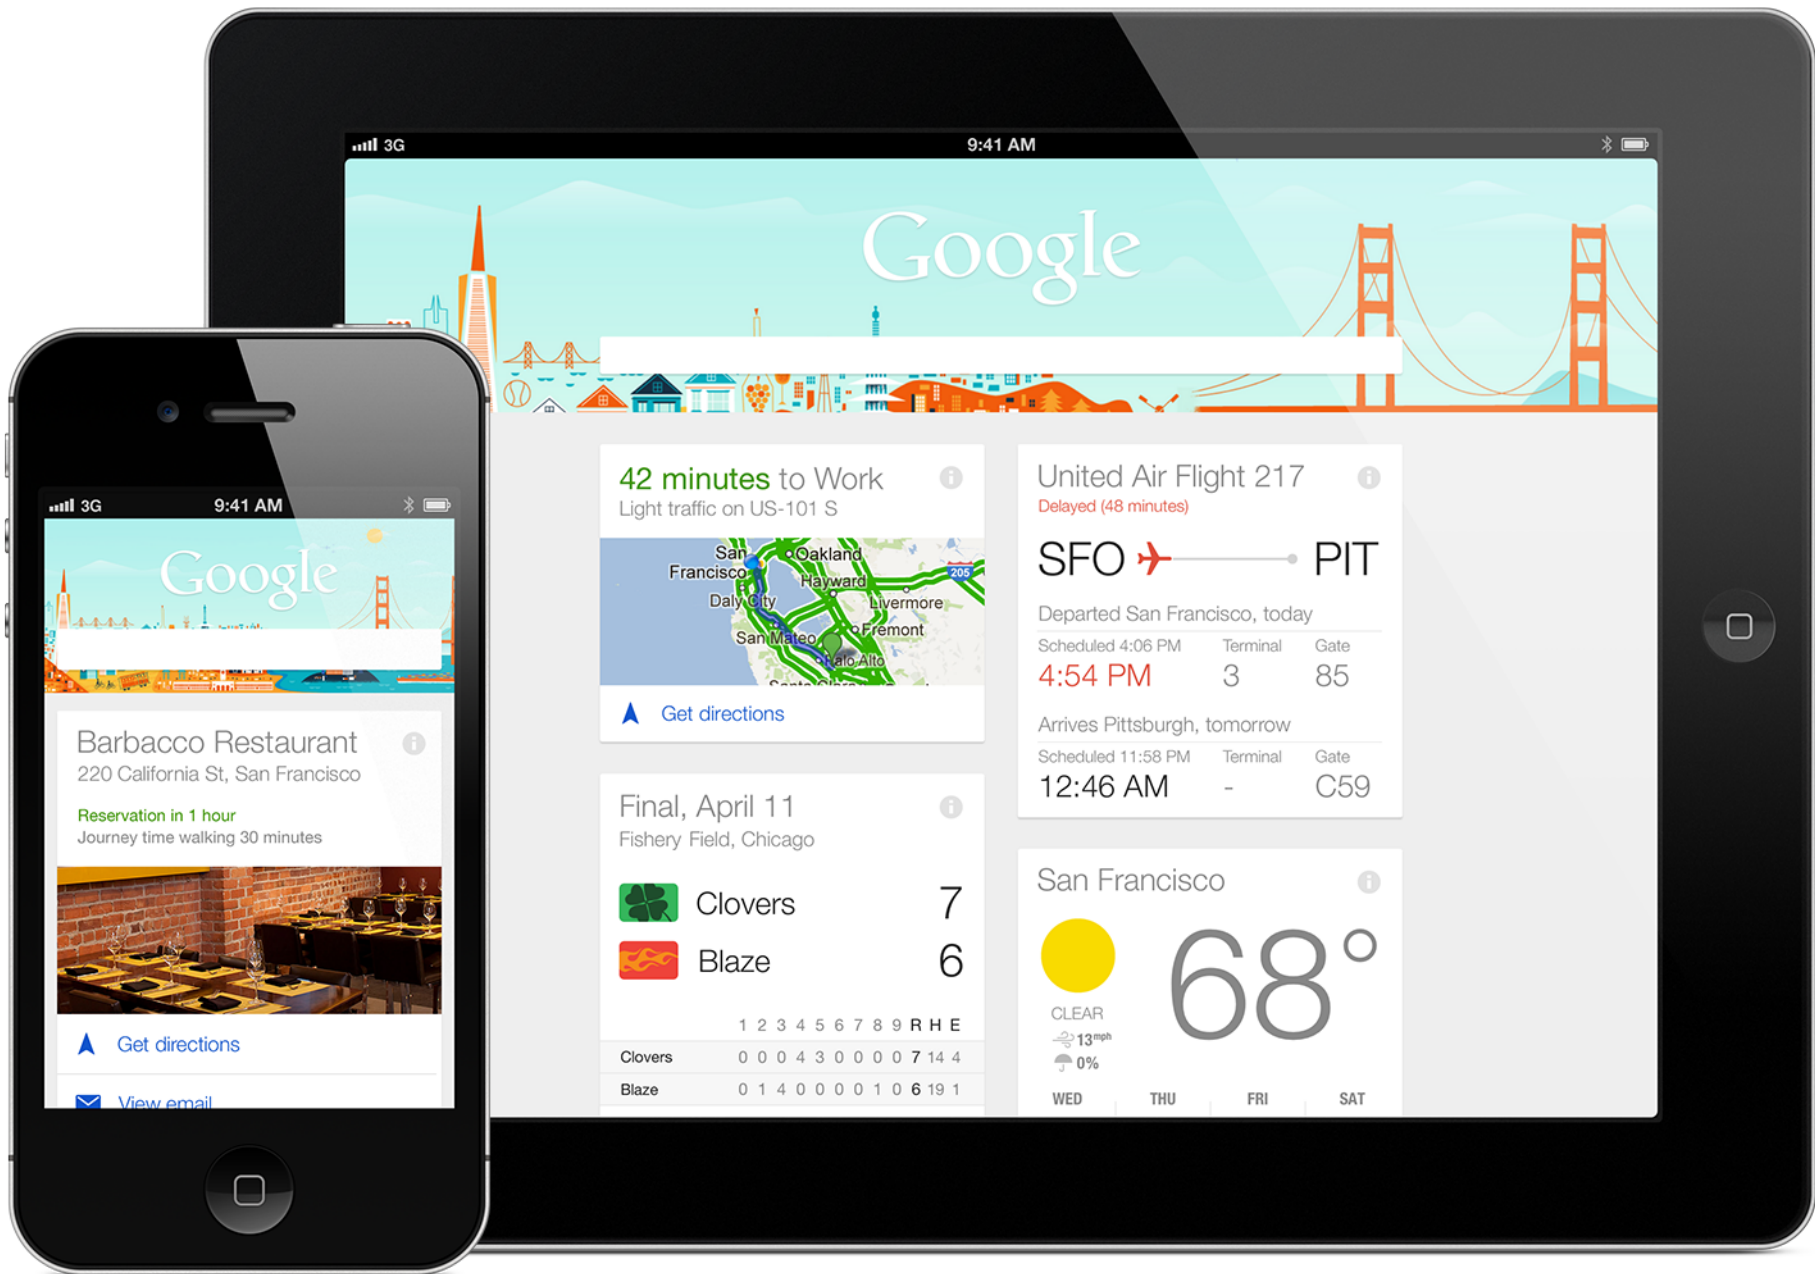 3G 9:41 AM
Google
42 minutes to Work
Light traffic on US-101 S
San
Francisco
Oakland
Hayward
205
Daly City
Livermore
San Mateo
Fremont
Palo Alto
Get directions
United Air Flight 217
Delayed (48 minutes)
SFO PIT
Departed San Francisco, today
Scheduled 4:06 PM Terminal Gate
4:54 PM 3 85
Arrives Pittsburgh, tomorrow
Scheduled 11:58 PM Terminal Gate
12:46 AM - C59
Final, April 11
Fishery Field, Chicago
Clovers 7
Blaze 6
1 2 3 4 5 6 7 8 9 R H E
Clovers 0 0 0 4 3 0 0 0 0 7 14 4
Blaze 0 1 4 0 0 0 0 1 0 6 19 1
San Francisco
68°
CLEAR
13 mph
0%
WED THU FRI SAT
3G 9:41 AM
Google
Barbacco Restaurant
220 California St, San Francisco
Reservation in 1 hour
Journey time walking 30 minutes
Get directions
View email